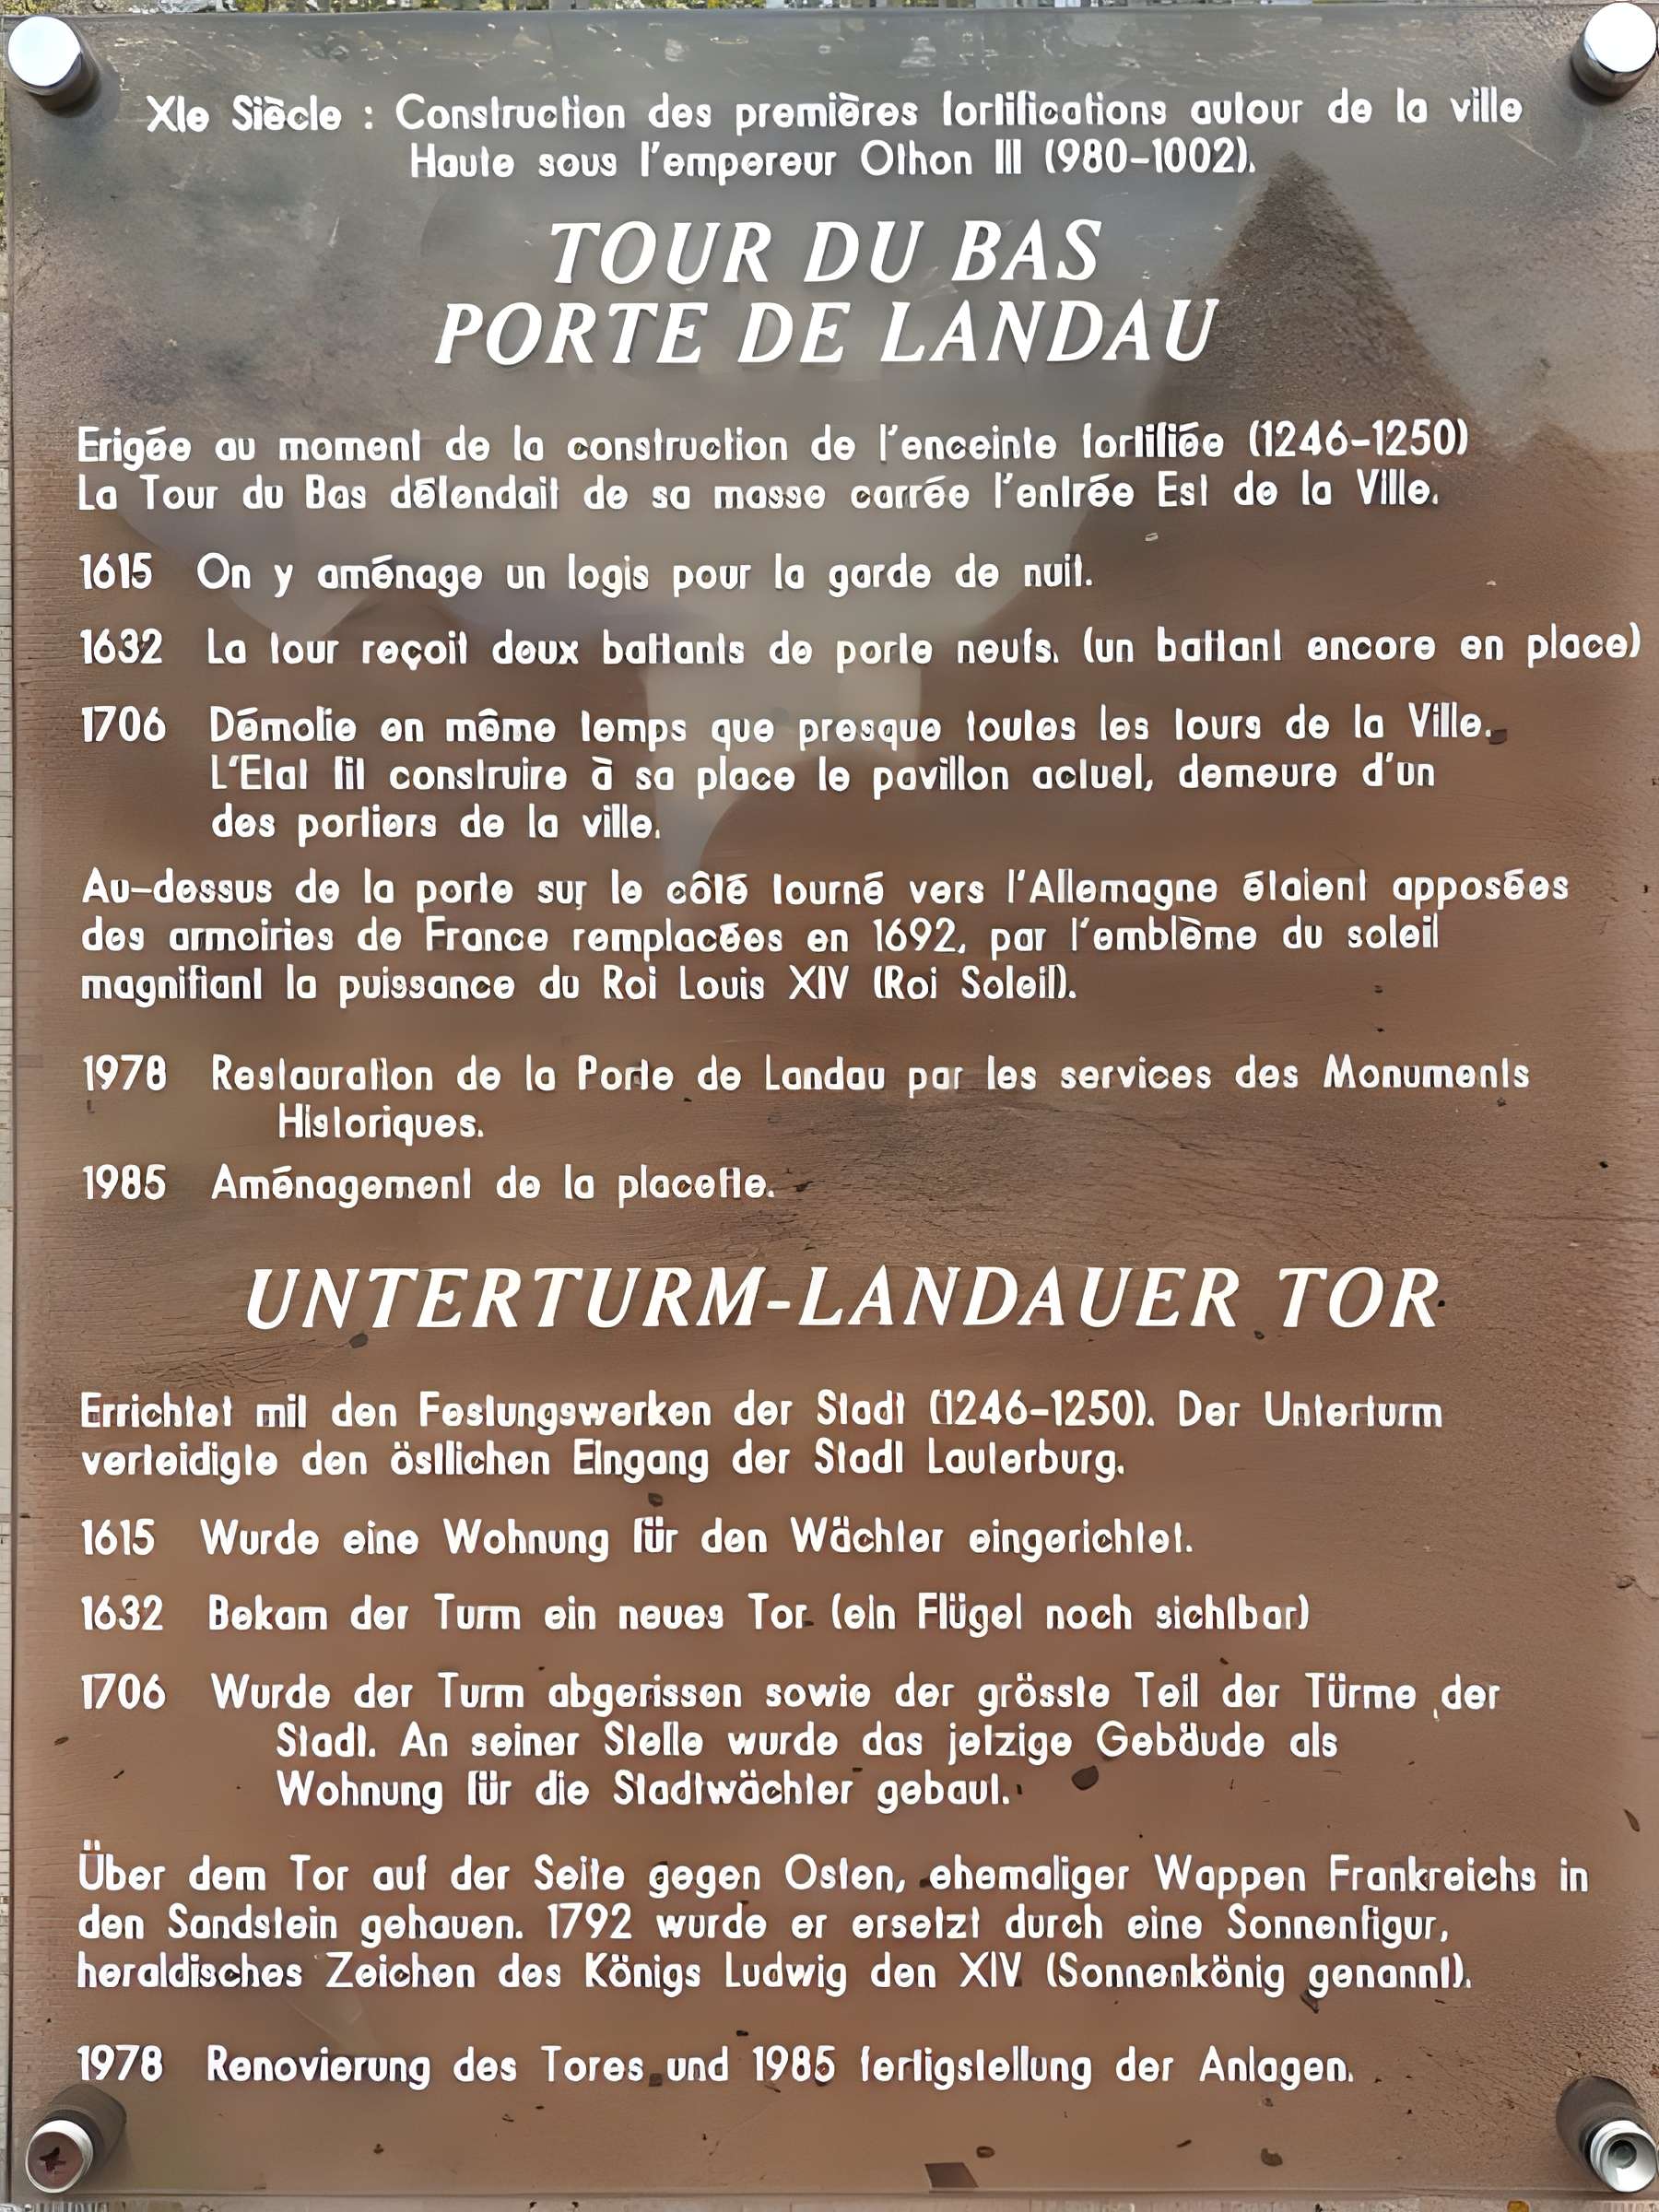 XIe Siècle : Construction des premières fortifications autour de la ville
Haute sous l'empereur Othon III (980-1002).
TOUR DU BAS
PORTE DE LANDAU
Erigée au moment de la construction de l'enceinte fortifiée (1246-1250)
La Tour du Bas défendait de sa masse carrée l'entrée Est de la Ville.
1615 On y aménage un logis pour la garde de nuit.
1632 La tour reçoit deux battants de porte neufs. (un battant encore en place)
1706 Démolie en même temps que presque toutes les tours de la Ville.
L'Etat fit construire à sa place le pavillon actuel, demeure d'un
des portiers de la ville.
Au-dessus de la porte sur le côté tourné vers l'Allemagne étaient apposées
des armoiries de France remplacées en 1692, par l'emblème du soleil
magnifiant la puissance du Roi Louis XIV (Roi Soleil).
1978 Restauration de la Porte de Landau par les services des Monuments
Historiques.
1985 Aménagement de la placette.
UNTERTURM-LANDAUER TOR
Errichtet mit den Festungswerken der Stadt (1246-1250). Der Unterturm
verteidigte den östlichen Eingang der Stadt Lauterburg.
1615 Wurde eine Wohnung für den Wächter eingerichtet.
1632 Bekam der Turm ein neues Tor (ein Flügel noch sichtbar)
1706 Wurde der Turm abgerissen sowie der grösste Teil der Türme der
Stadt. An seiner Stelle wurde das jetzige Gebäude als
Wohnung für die Stadtwächter gebaut.
Über dem Tor auf der Seite gegen Osten, ehemaliger Wappen Frankreichs in
den Sandstein gehauen. 1792 wurde er ersetzt durch eine Sonnenfigur,
heraldisches Zeichen des Königs Ludwig den XIV (Sonnenkönig genannt).
1978 Renovierung des Tores und 1985 fertigstellung der Anlagen.